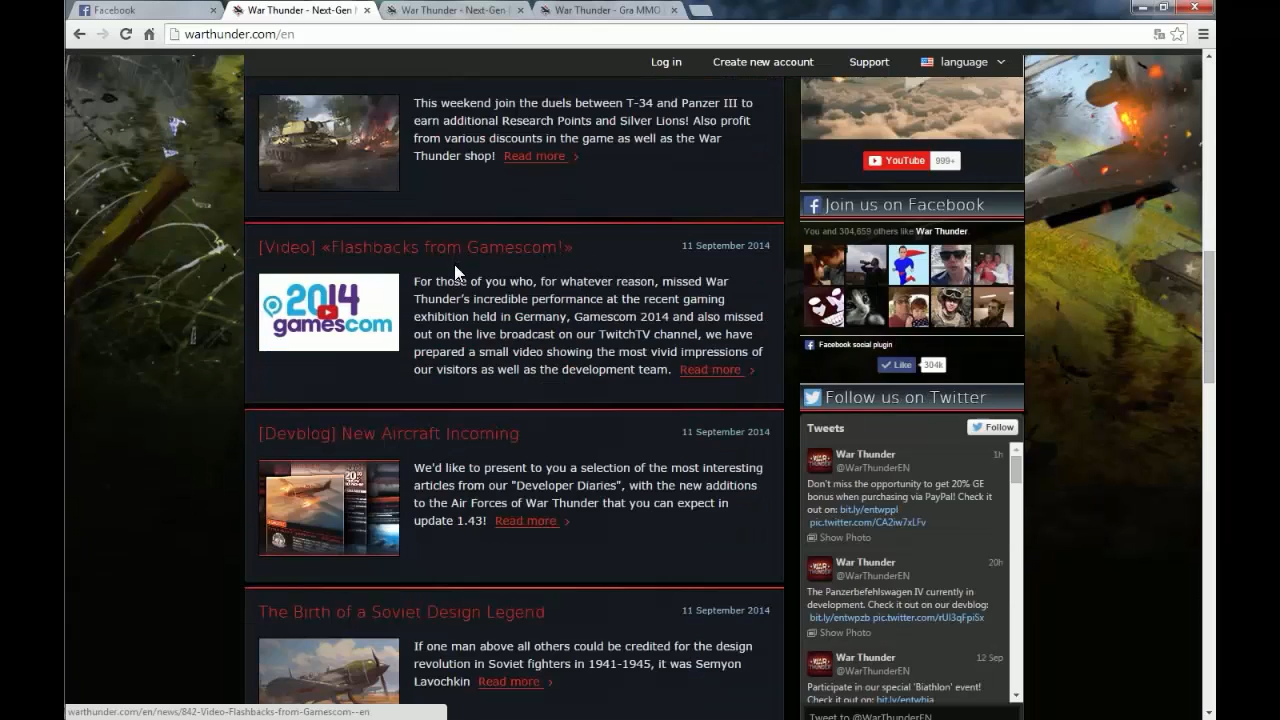 Facebook
War Thunder - Next-Gen
War Thunder - Next-Gen
War Thunder - Gra MMO
warthunder.com/en
Log in
Create new account
Support
language
This weekend join the duels between T-34 and Panzer III to
earn additional Research Points and Silver Lions! Also profit
from various discounts in the game as well as the War
Thunder shop! Read more
[Video] «Flashbacks from Gamescom!»
11 September 2014
2014
gamescom
For those of you who, for whatever reason, missed War
Thunder's incredible performance at the recent gaming
exhibition held in Germany, Gamescom 2014 and also missed
out on the live broadcast on our TwitchTV channel, we have
prepared a small video showing the most vivid impressions of
our visitors as well as the development team. Read more
[Devblog] New Aircraft Incoming
11 September 2014
We'd like to present to you a selection of the most interesting
articles from our "Developer Diaries", with the new additions
to the Air Forces of War Thunder that you can expect in
update 1.43! Read more
The Birth of a Soviet Design Legend
11 September 2014
If one man above all others could be credited for the design
revolution in Soviet fighters in 1941-1945, it was Semyon
Lavochkin Read more
YouTube 999+
Join us on Facebook
You and 304,859 others like War Thunder.
Facebook social plugin
Like 304k
Follow us on Twitter
Tweets
Follow
War Thunder 1h
@WarThunderEN
Don't miss the opportunity to get 20% GE
bonus when purchasing via PayPal! Check it
out on: bit.ly/entwppl
pic.twitter.com/CA2iw7xLFv
Show Photo
War Thunder 20h
@WarThunderEN
The Panzerbefehlswagen IV currently in
development. Check it out on our devblog:
bit.ly/entwpzb pic.twitter.com/rUl3qFpiSx
Show Photo
War Thunder 12 Sep
@WarThunderEN
Participate in our special 'Biathlon' event!
Check it out on: bit.ly/entwbia
Tweet to @WarThunderEN
warthunder.com/en/news/842-Video-Flashbacks-from-Gamescom--en